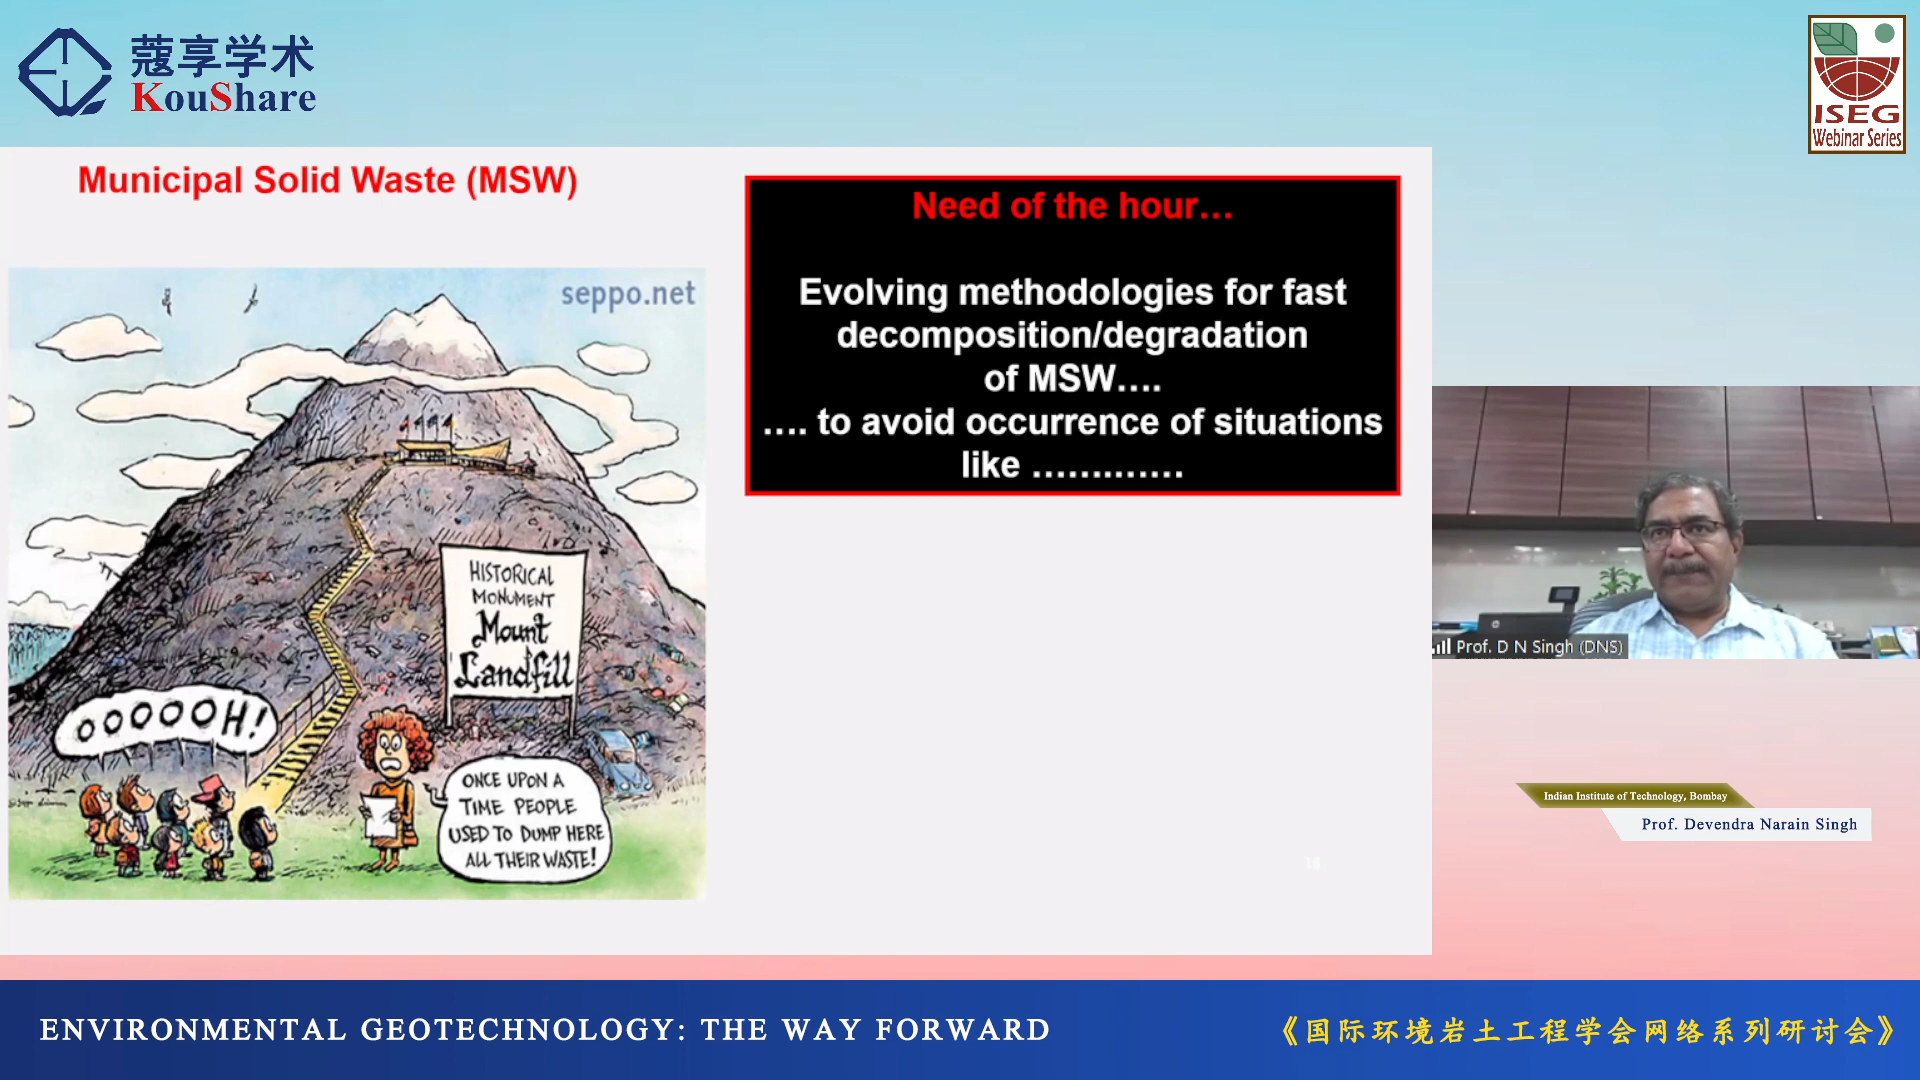 蔻享学术
KouShare
ISEG
Webinar Series
Municipal Solid Waste (MSW)
seppo.net
HISTORICAL
MONUMENT
Mount
Landfill
OOOOOH!
ONCE UPON A
TIME PEOPLE
USED TO DUMP HERE
ALL THEIR WASTE!
Need of the hour…
Evolving methodologies for fast
decomposition/degradation
of MSW….
…. to avoid occurrence of situations
like …………
16
Prof. D N Singh (DNS)
Indian Institute of Technology, Bombay
Prof. Devendra Narain Singh
ENVIRONMENTAL GEOTECHNOLOGY: THE WAY FORWARD
《国际环境岩土工程学会网络系列研讨会》